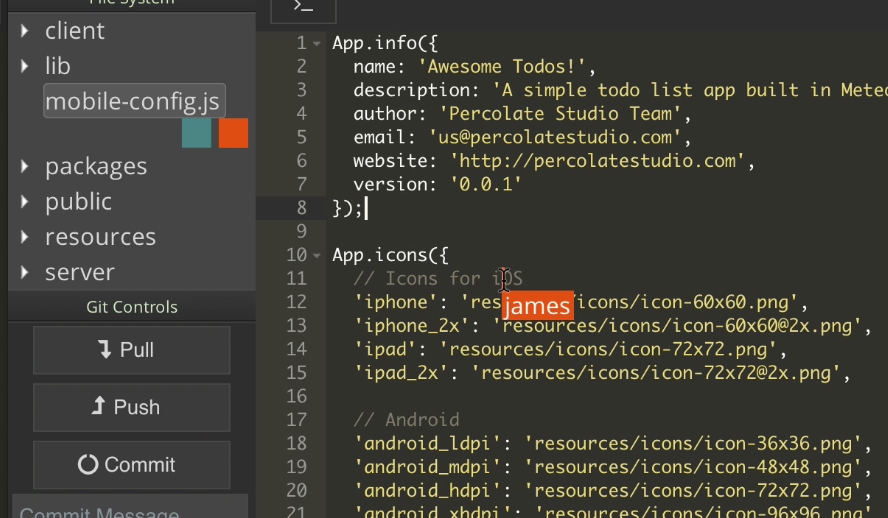 File System
client
lib
mobile-config.js
packages
public
resources
server
Git Controls
Pull
Push
Commit
Commit Message
>_
1 App.info({
2 name: 'Awesome Todos!',
3 description: 'A simple todo list app built in Meteo
4 author: 'Percolate Studio Team',
5 email: 'us@percolatestudio.com',
6 website: 'http://percolatestudio.com',
7 version: '0.0.1'
8 });
9
10 App.icons({
11 // Icons for iOS
12 'iphone': 'res /icons/icon-60x60.png',
james
13 'iphone_2x': 'resources/icons/icon-60x60@2x.png',
14 'ipad': 'resources/icons/icon-72x72.png',
15 'ipad_2x': 'resources/icons/icon-72x72@2x.png',
16
17 // Android
18 'android_ldpi': 'resources/icons/icon-36x36.png',
19 'android_mdpi': 'resources/icons/icon-48x48.png',
20 'android_hdpi': 'resources/icons/icon-72x72.png',
21 'android_xhdpi': 'resources/icons/icon-96x96.png'